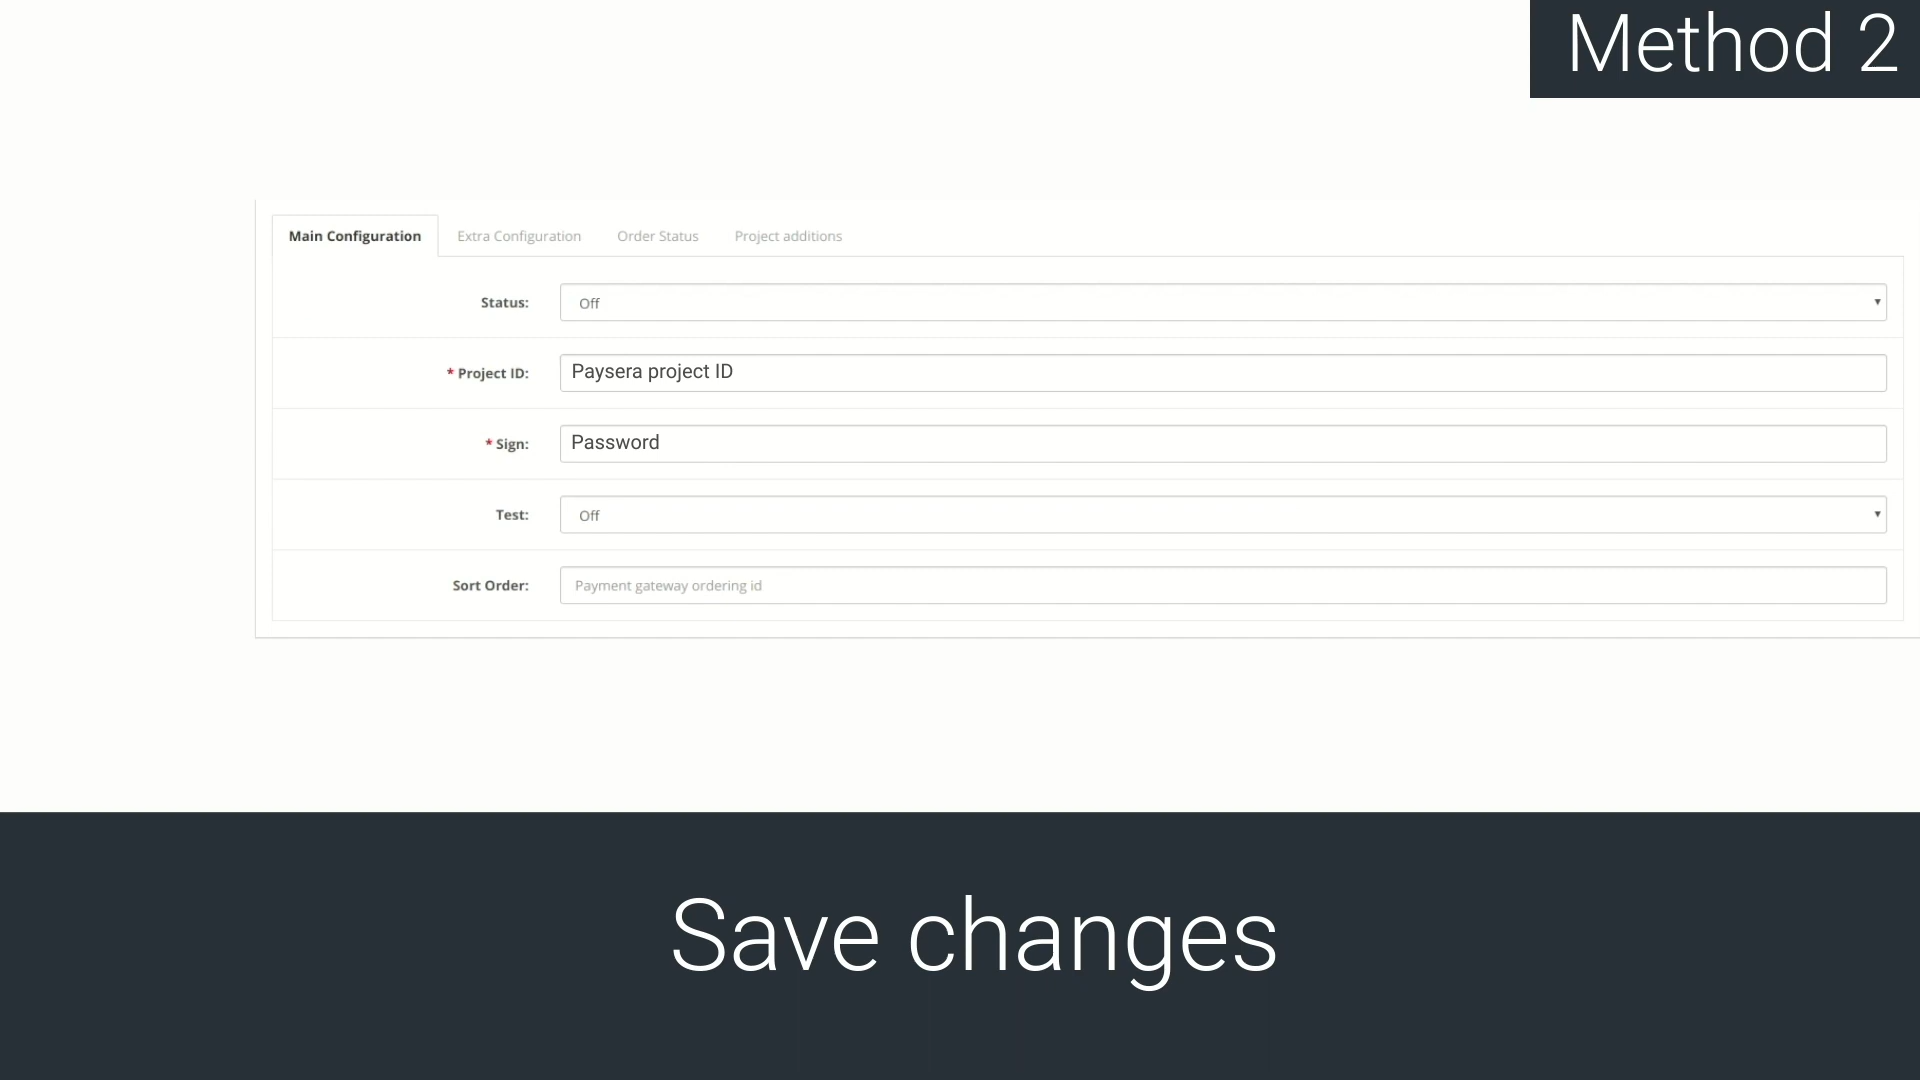 Method 2
Main Configuration Extra Configuration Order Status Project additions
Status: Off
* Project ID: Paysera project ID
* Sign: Password
Test: Off
Sort Order: Payment gateway ordering id
Save changes